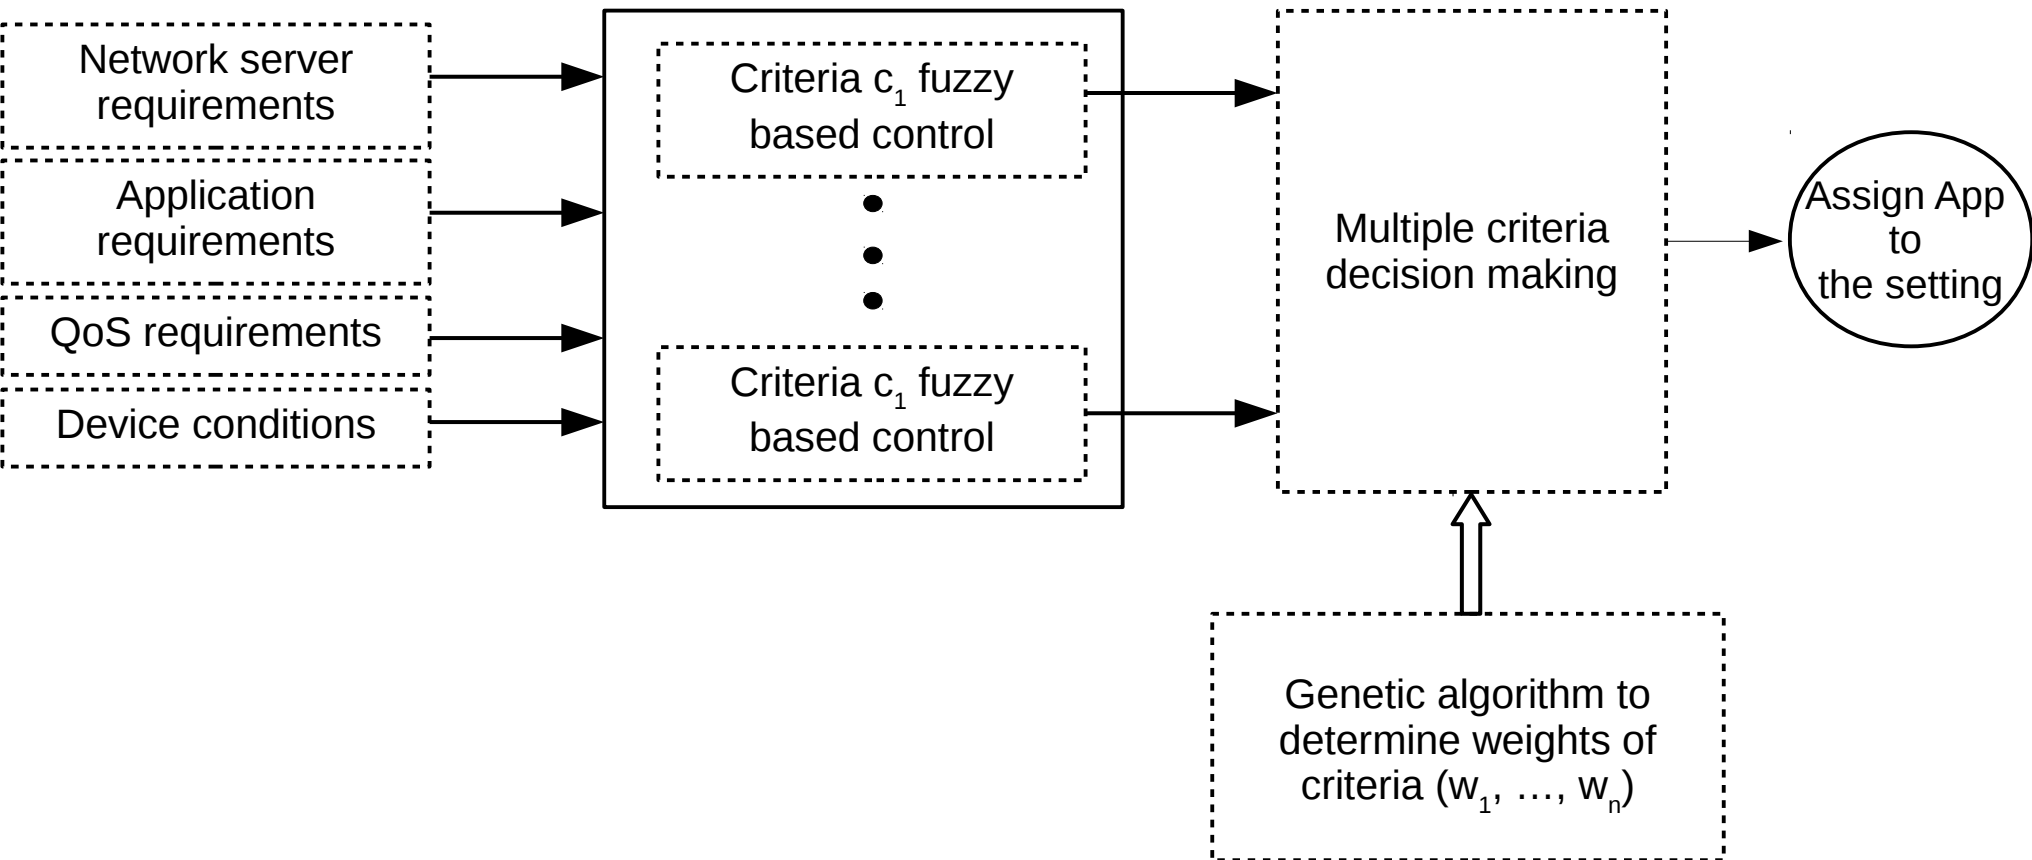 Network server
requirements
Application
requirements
QoS requirements
Device conditions
Criteria c1 fuzzy
based control
Criteria c1 fuzzy
based control
Multiple criteria
decision making
Assign App
to
the setting
Genetic algorithm to
determine weights of
criteria (w1, …, wn)